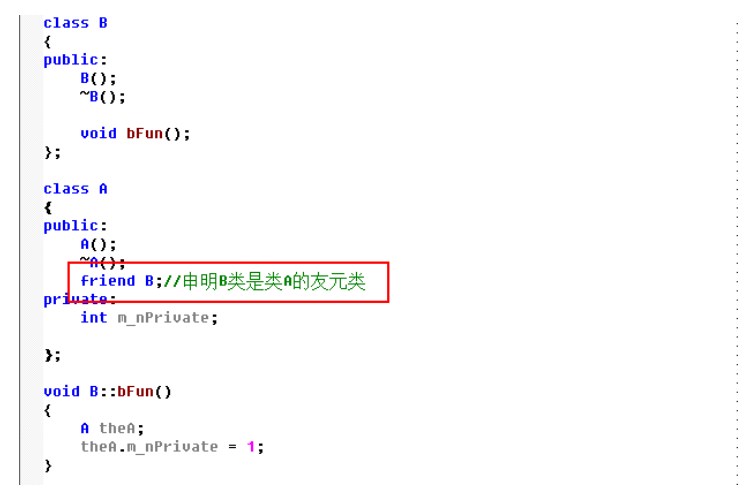 class B
{
public:
    B();
    ~B();

    void bFun();
};

class A
{
public:
    A();
    ~A();
    friend B;//申明B类是类A的友元类
private:
    int m_nPrivate;

};

void B::bFun()
{
    A theA;
    theA.m_nPrivate = 1;
}